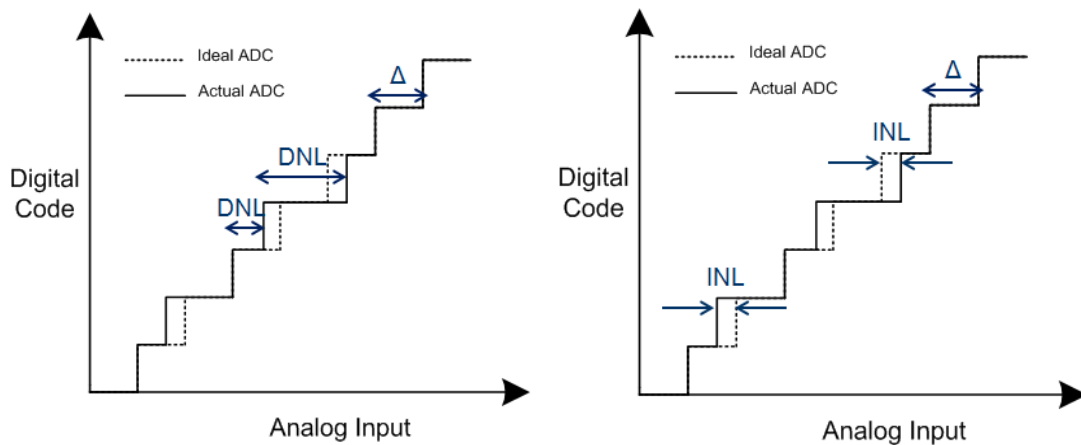 Ideal ADC
Actual ADC
Δ
DNL
DNL
Digital
Code
Analog Input
Ideal ADC
Actual ADC
Δ
INL
INL
Digital
Code
Analog Input